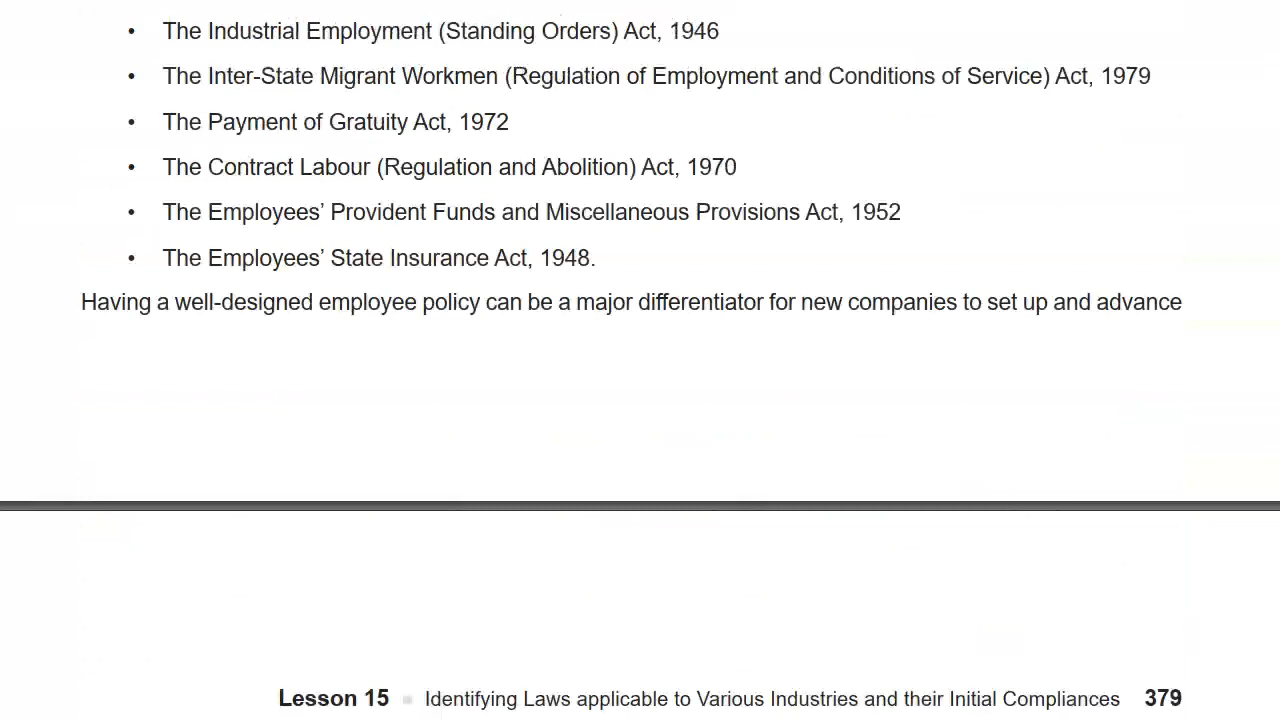 • The Industrial Employment (Standing Orders) Act, 1946
• The Inter-State Migrant Workmen (Regulation of Employment and Conditions of Service) Act, 1979
• The Payment of Gratuity Act, 1972
• The Contract Labour (Regulation and Abolition) Act, 1970
• The Employees’ Provident Funds and Miscellaneous Provisions Act, 1952
• The Employees’ State Insurance Act, 1948.
Having a well-designed employee policy can be a major differentiator for new companies to set up and advance
Lesson 15 ▪ Identifying Laws applicable to Various Industries and their Initial Compliances 379